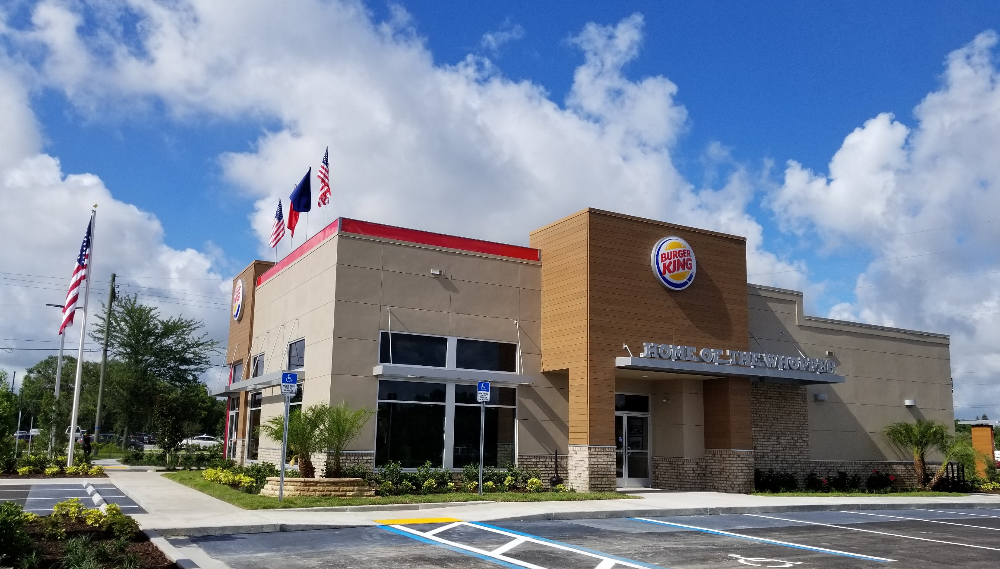 BURGER
KING
HOME OF THE WHOPPER